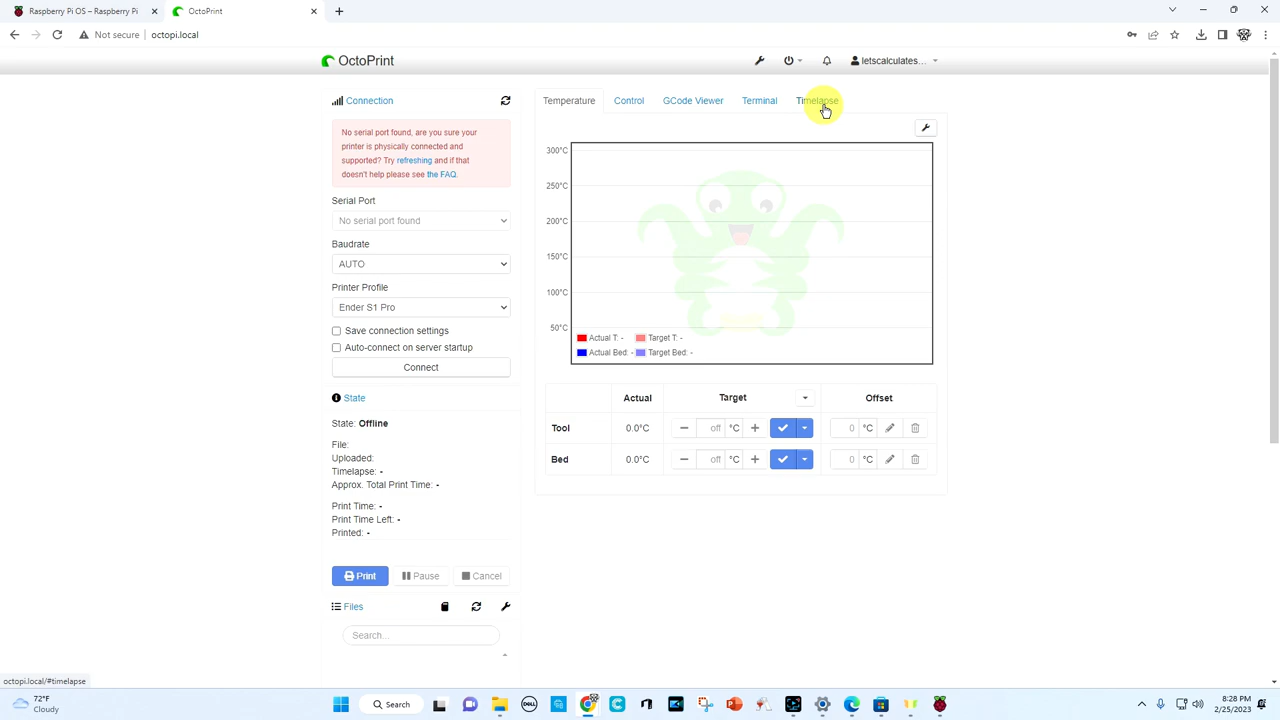 Raspberry Pi OS – Raspberry Pi
OctoPrint
Not secure
octopi.local
OctoPrint
letscalculates...
Connection
No serial port found, are you sure your
printer is physically connected and
supported? Try refreshing and if that
doesn't help please see the FAQ.
Serial Port
No serial port found
Baudrate
AUTO
Printer Profile
Ender S1 Pro
Save connection settings
Auto-connect on server startup
Connect
State
State: Offline
File:
Uploaded:
Timelapse: -
Approx. Total Print Time: -
Print Time: -
Print Time Left: -
Printed: -
Print
Pause
Cancel
Files
Search...
Temperature
Control
GCode Viewer
Terminal
Timelapse
300°C
250°C
200°C
150°C
100°C
50°C
Actual T: -
Target T: -
Actual Bed: -
Target Bed: -
Actual
Target
Offset
Tool
0.0°C
off
°C
0
°C
Bed
0.0°C
off
°C
0
°C
octopi.local/#timelapse
72°F
Cloudy
Search
DELL
8:28 PM
2/25/2023